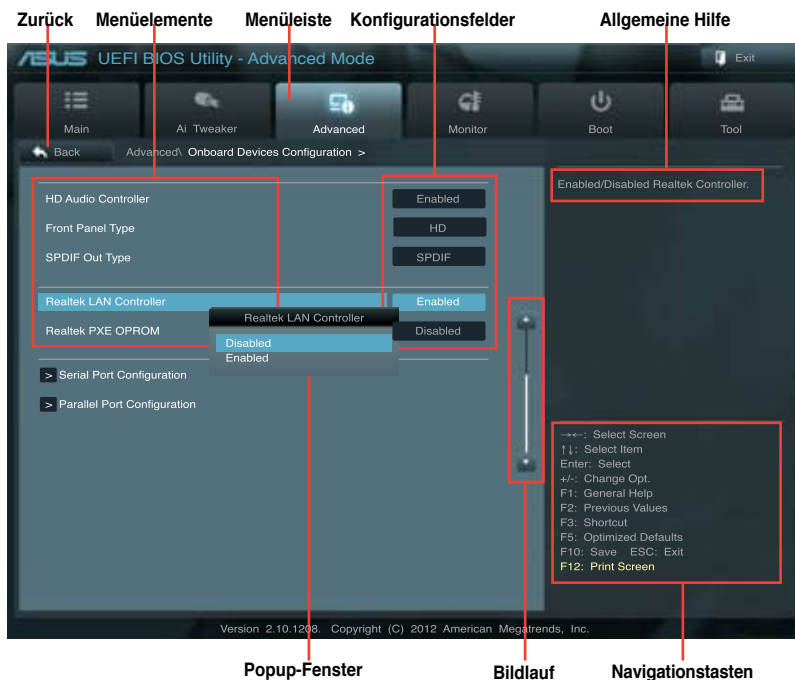 Zurück Menüelemente Menüleiste Konfigurationsfelder Allgemeine Hilfe
ASUS UEFI BIOS Utility - Advanced Mode Exit
Main Ai Tweaker Advanced Monitor Boot Tool
Back Advanced\ Onboard Devices Configuration >
Enabled/Disabled Realtek Controller.
HD Audio Controller Enabled
Front Panel Type HD
SPDIF Out Type SPDIF
Realtek LAN Controller Enabled
Realtek LAN Controller
Realtek PXE OPROM Disabled
Disabled
Enabled
> Serial Port Configuration
> Parallel Port Configuration
→←: Select Screen
↑↓: Select Item
Enter: Select
+/-: Change Opt.
F1: General Help
F2: Previous Values
F3: Shortcut
F5: Optimized Defaults
F10: Save ESC: Exit
F12: Print Screen
Version 2.10.1208. Copyright (C) 2012 American Megatrends, Inc.
Popup-Fenster Bildlauf Navigationstasten